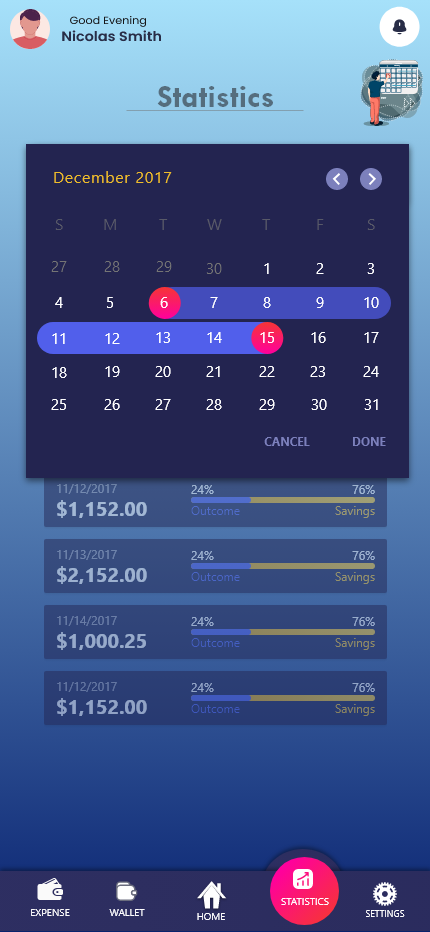 Good Evening
Nicolas Smith
Statistics
December 2017
S M T W T F S
27 28 29 30 1 2 3
4 5 6 7 8 9 10
11 12 13 14 15 16 17
18 19 20 21 22 23 24
25 26 27 28 29 30 31
CANCEL DONE
11/12/2017 24% 76%
$1,152.00 Outcome Savings
11/13/2017 24% 76%
$2,152.00 Outcome Savings
11/14/2017 24% 76%
$1,000.25 Outcome Savings
11/12/2017 24% 76%
$1,152.00 Outcome Savings
EXPENSE WALLET HOME STATISTICS SETTINGS